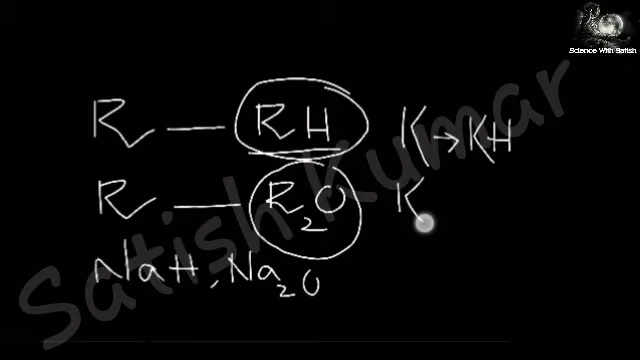 Science With Satish
R — RH K → KH
R — R₂O K
NaH, Na₂O
Satish Kumar